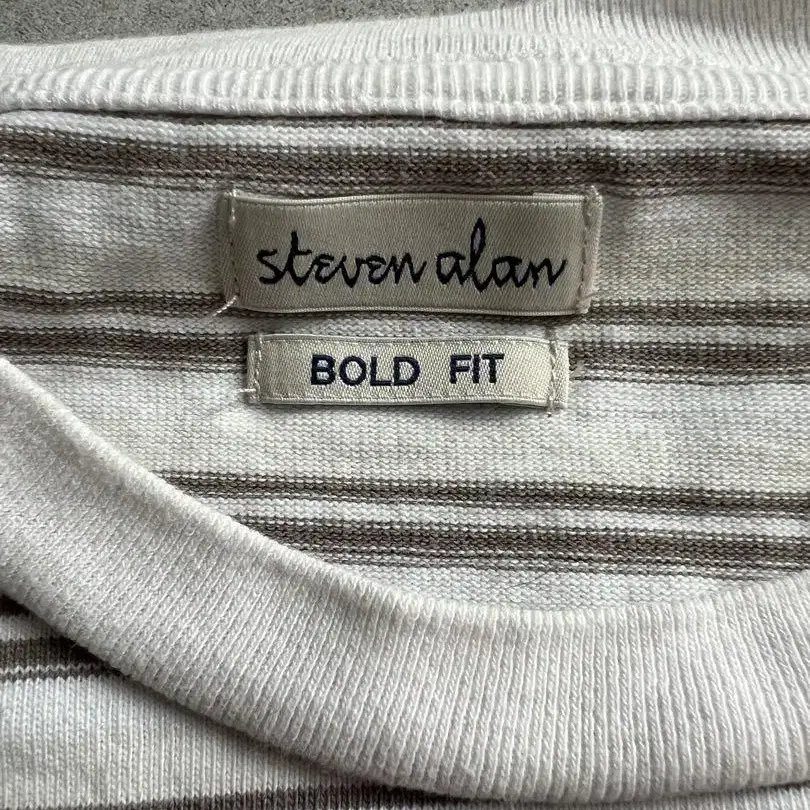 steven alan
BOLD FIT